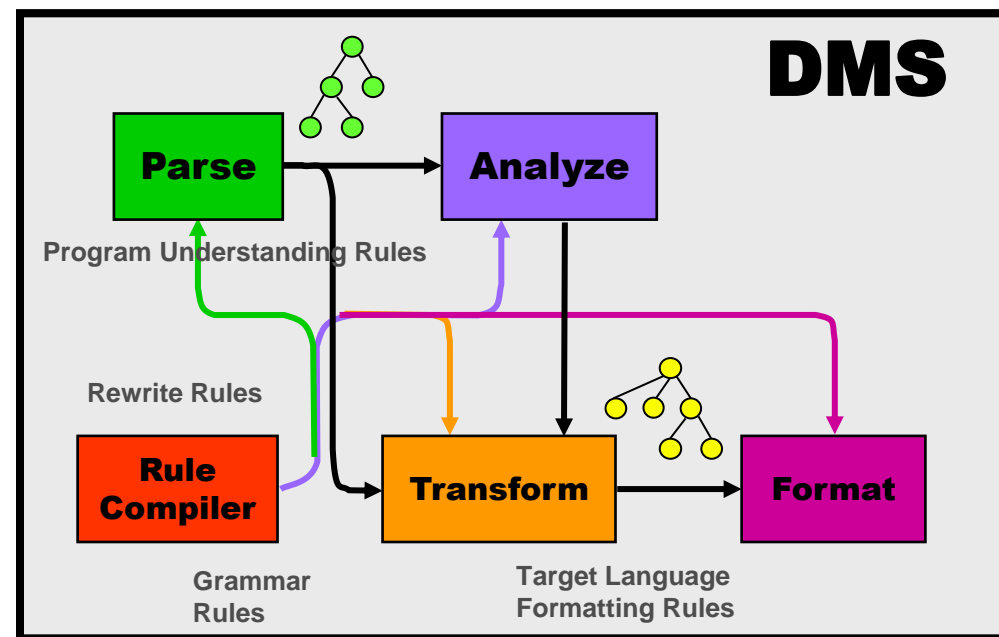 DMS
Parse
Analyze
Program Understanding Rules
Rewrite Rules
Rule
Compiler
Transform
Format
Grammar
Rules
Target Language
Formatting Rules